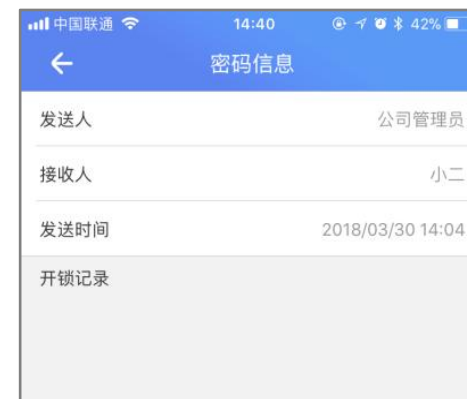 中国联通 14:40 42%
密码信息
发送人 公司管理员
接收人 小二
发送时间 2018/03/30 14:04
开锁记录